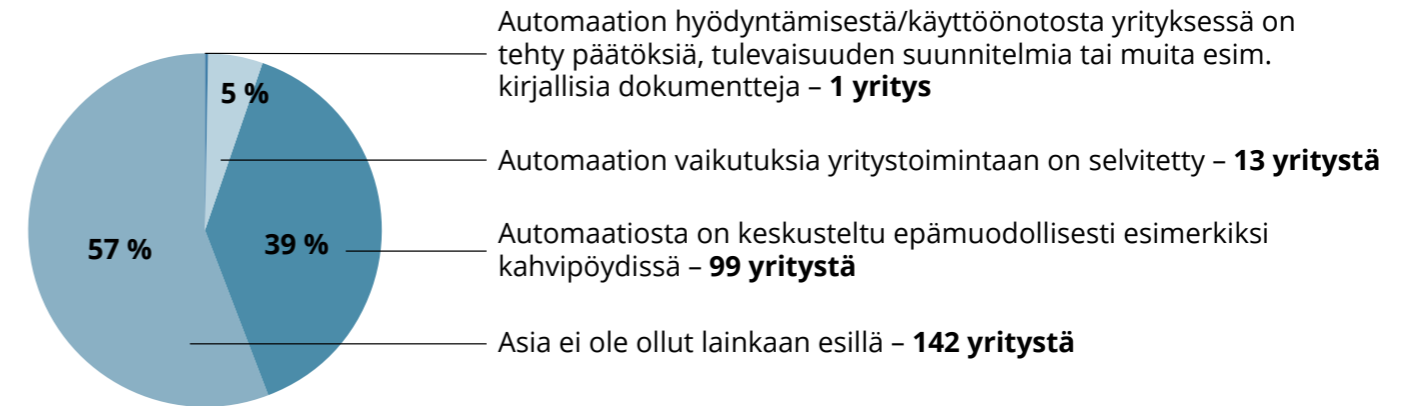 Automaation hyödyntämisestä/käyttöönotosta yrityksessä on
tehty päätöksiä, tulevaisuuden suunnitelmia tai muita esim.
kirjallisia dokumentteja – 1 yritys
5 %
Automaation vaikutuksia yritystoimintaan on selvitetty – 13 yritystä
Automaatiosta on keskusteltu epämuodollisesti esimerkiksi
kahvipöydissä – 99 yritystä
57 %
39 %
Asia ei ole ollut lainkaan esillä – 142 yritystä